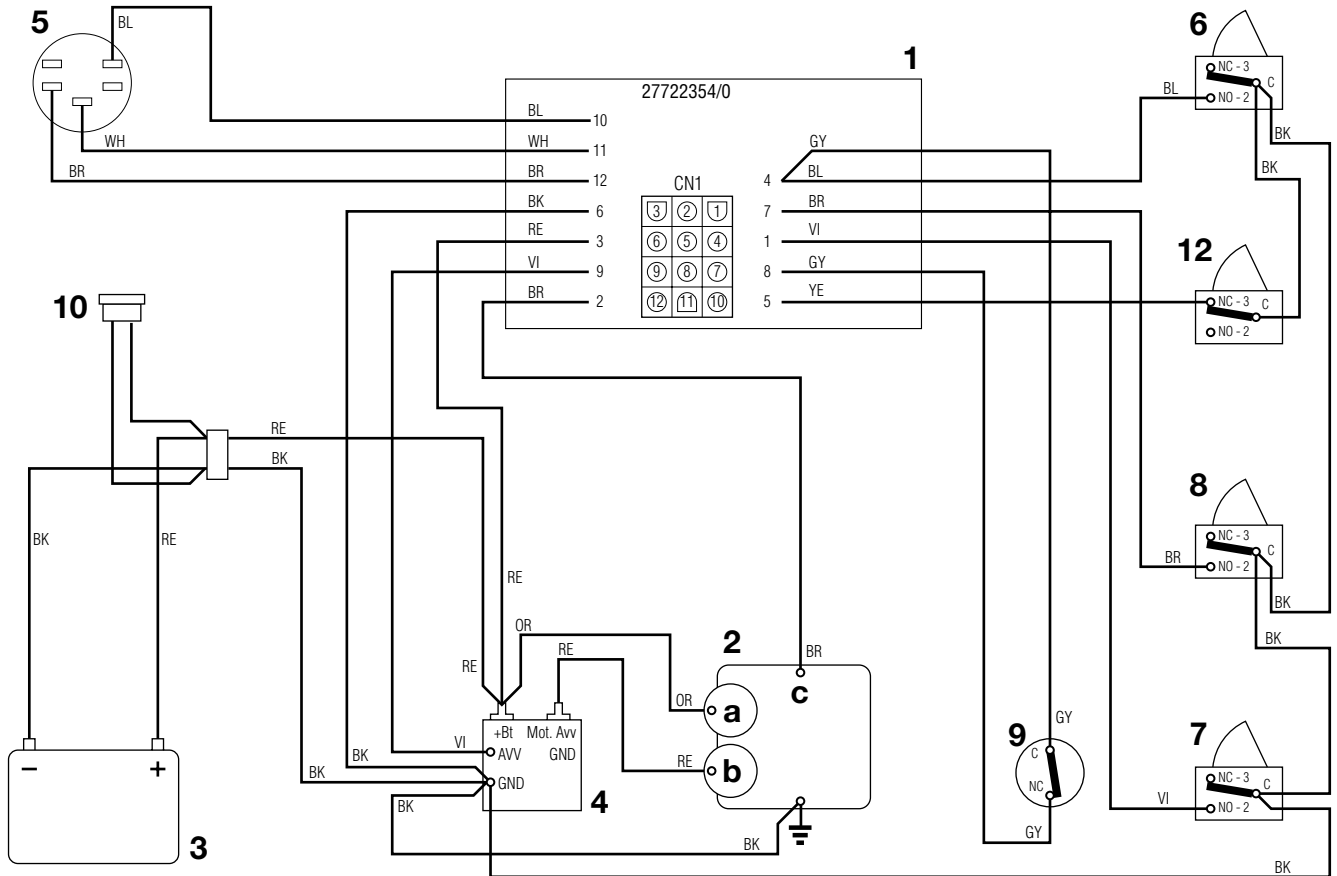 5
BL
6
NC - 3
C
NO - 2
BL
BK
BK
1
27722354/0
BL
10
WH
WH
11
BR
BR
12
BK
6
RE
3
VI
9
BR
2
CN1
3 2 1
6 5 4
9 8 7
12 11 10
GY
4
BL
7
BR
1
VI
8
GY
5
YE
12
NC - 3
C
NO - 2
10
RE
BK
BK
RE
8
NC - 3
C
NO - 2
BR
BK
BK
RE
OR
RE
RE
2
BR
c
OR
a
RE
b
+Bt
Mot. Avv
VI
AVV
GND
BK
BK
GND
4
BK
BK
9
GY
C
NC
GY
7
NC - 3
C
NO - 2
VI
BK
–
+
3